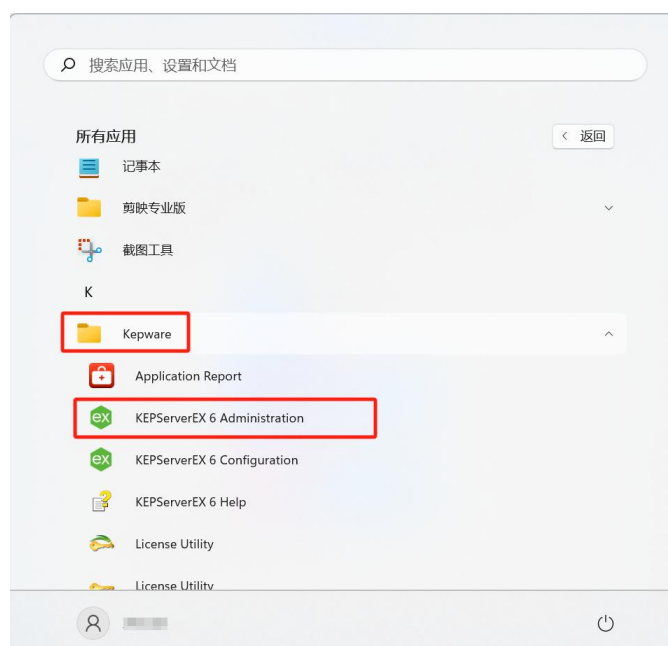 搜索应用、设置和文档
所有应用
返回
记事本
剪映专业版
截图工具
K
Kepware
Application Report
KEPServerEX 6 Administration
KEPServerEX 6 Configuration
KEPServerEX 6 Help
License Utility
License Utility